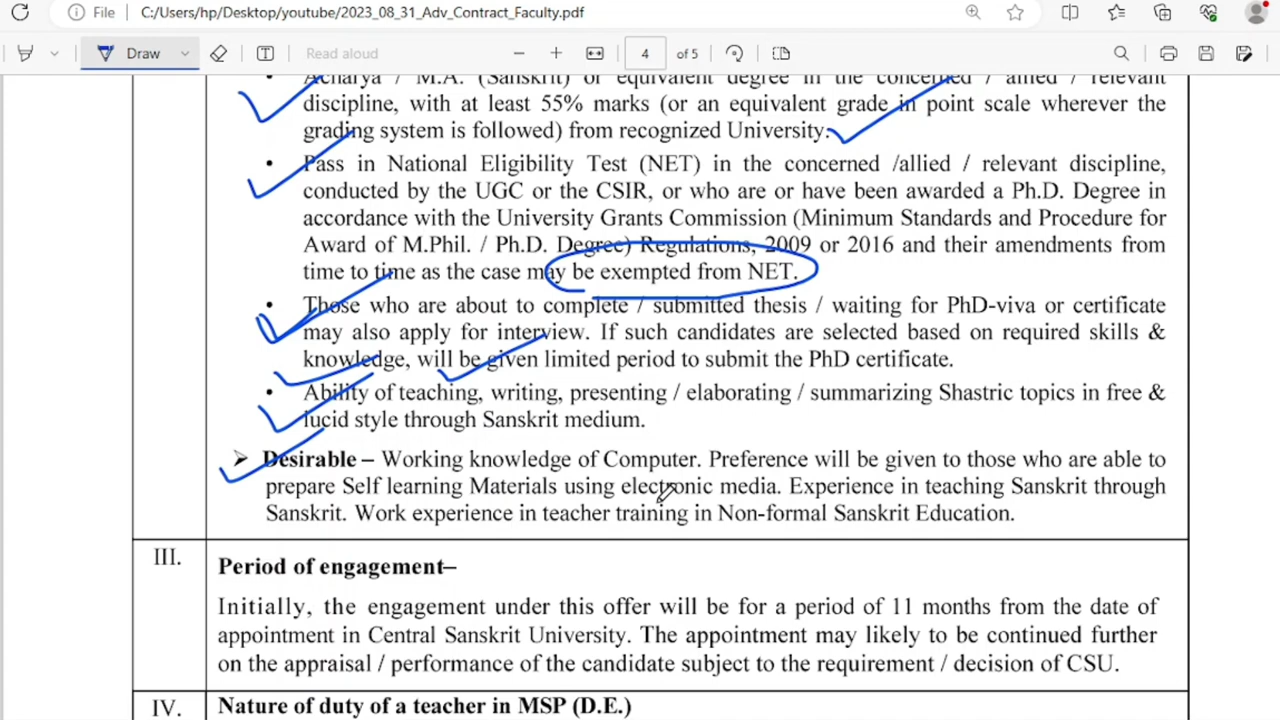 File
C:/Users/hp/Desktop/youtube/2023_08_31_Adv_Contract_Faculty.pdf
Draw
Read aloud
4 of 5
• Acharya / M.A. (Sanskrit) or equivalent degree in the concerned / allied / relevant
discipline, with at least 55% marks (or an equivalent grade in point scale wherever the
grading system is followed) from recognized University.
• Pass in National Eligibility Test (NET) in the concerned /allied / relevant discipline,
conducted by the UGC or the CSIR, or who are or have been awarded a Ph.D. Degree in
accordance with the University Grants Commission (Minimum Standards and Procedure for
Award of M.Phil. / Ph.D. Degree) Regulations, 2009 or 2016 and their amendments from
time to time as the case may be exempted from NET.
• Those who are about to complete / submitted thesis / waiting for PhD-viva or certificate
may also apply for interview. If such candidates are selected based on required skills &
knowledge, will be given limited period to submit the PhD certificate.
• Ability of teaching, writing, presenting / elaborating / summarizing Shastric topics in free &
lucid style through Sanskrit medium.
➢ Desirable – Working knowledge of Computer. Preference will be given to those who are able to
prepare Self learning Materials using electronic media. Experience in teaching Sanskrit through
Sanskrit. Work experience in teacher training in Non-formal Sanskrit Education.
III. Period of engagement–
Initially, the engagement under this offer will be for a period of 11 months from the date of
appointment in Central Sanskrit University. The appointment may likely to be continued further
on the appraisal / performance of the candidate subject to the requirement / decision of CSU.
IV. Nature of duty of a teacher in MSP (D.E.)